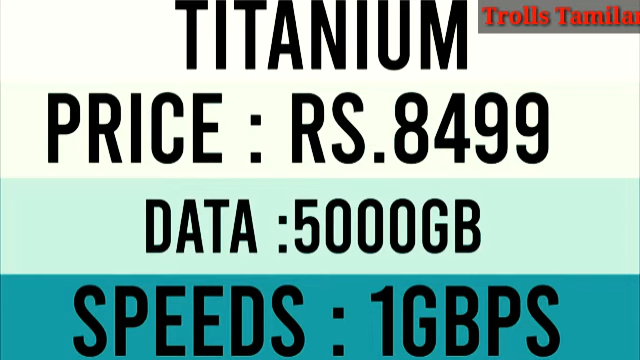 Trolls Tamilan
TITANIUM
PRICE : RS.8499
DATA :5000GB
SPEEDS : 1GBPS